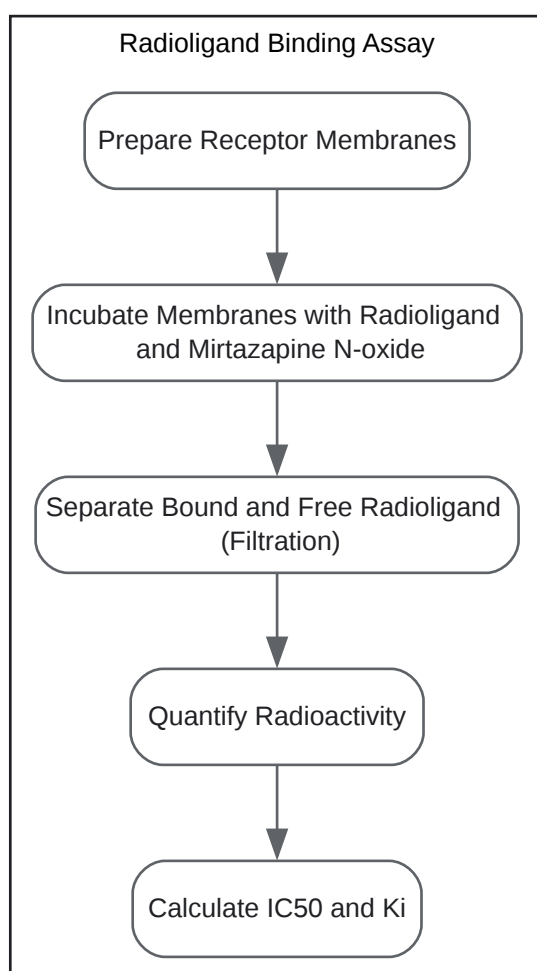 Radioligand Binding Assay
Prepare Receptor Membranes
Incubate Membranes with Radioligand
and Mirtazapine N-oxide
Separate Bound and Free Radioligand
(Filtration)
Quantify Radioactivity
Calculate IC50 and Ki